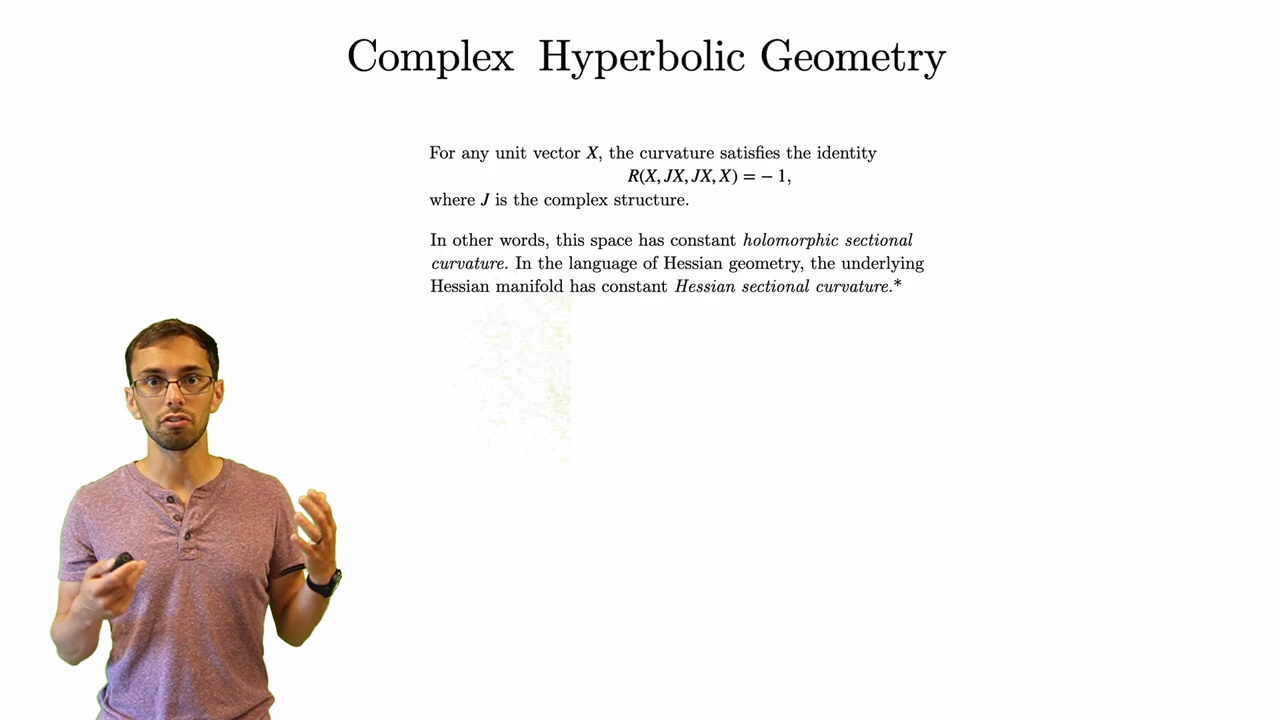 Complex Hyperbolic Geometry
For any unit vector X, the curvature satisfies the identity
R(X, JX, JX, X) = − 1,
where J is the complex structure.
In other words, this space has constant holomorphic sectional
curvature. In the language of Hessian geometry, the underlying
Hessian manifold has constant Hessian sectional curvature.*